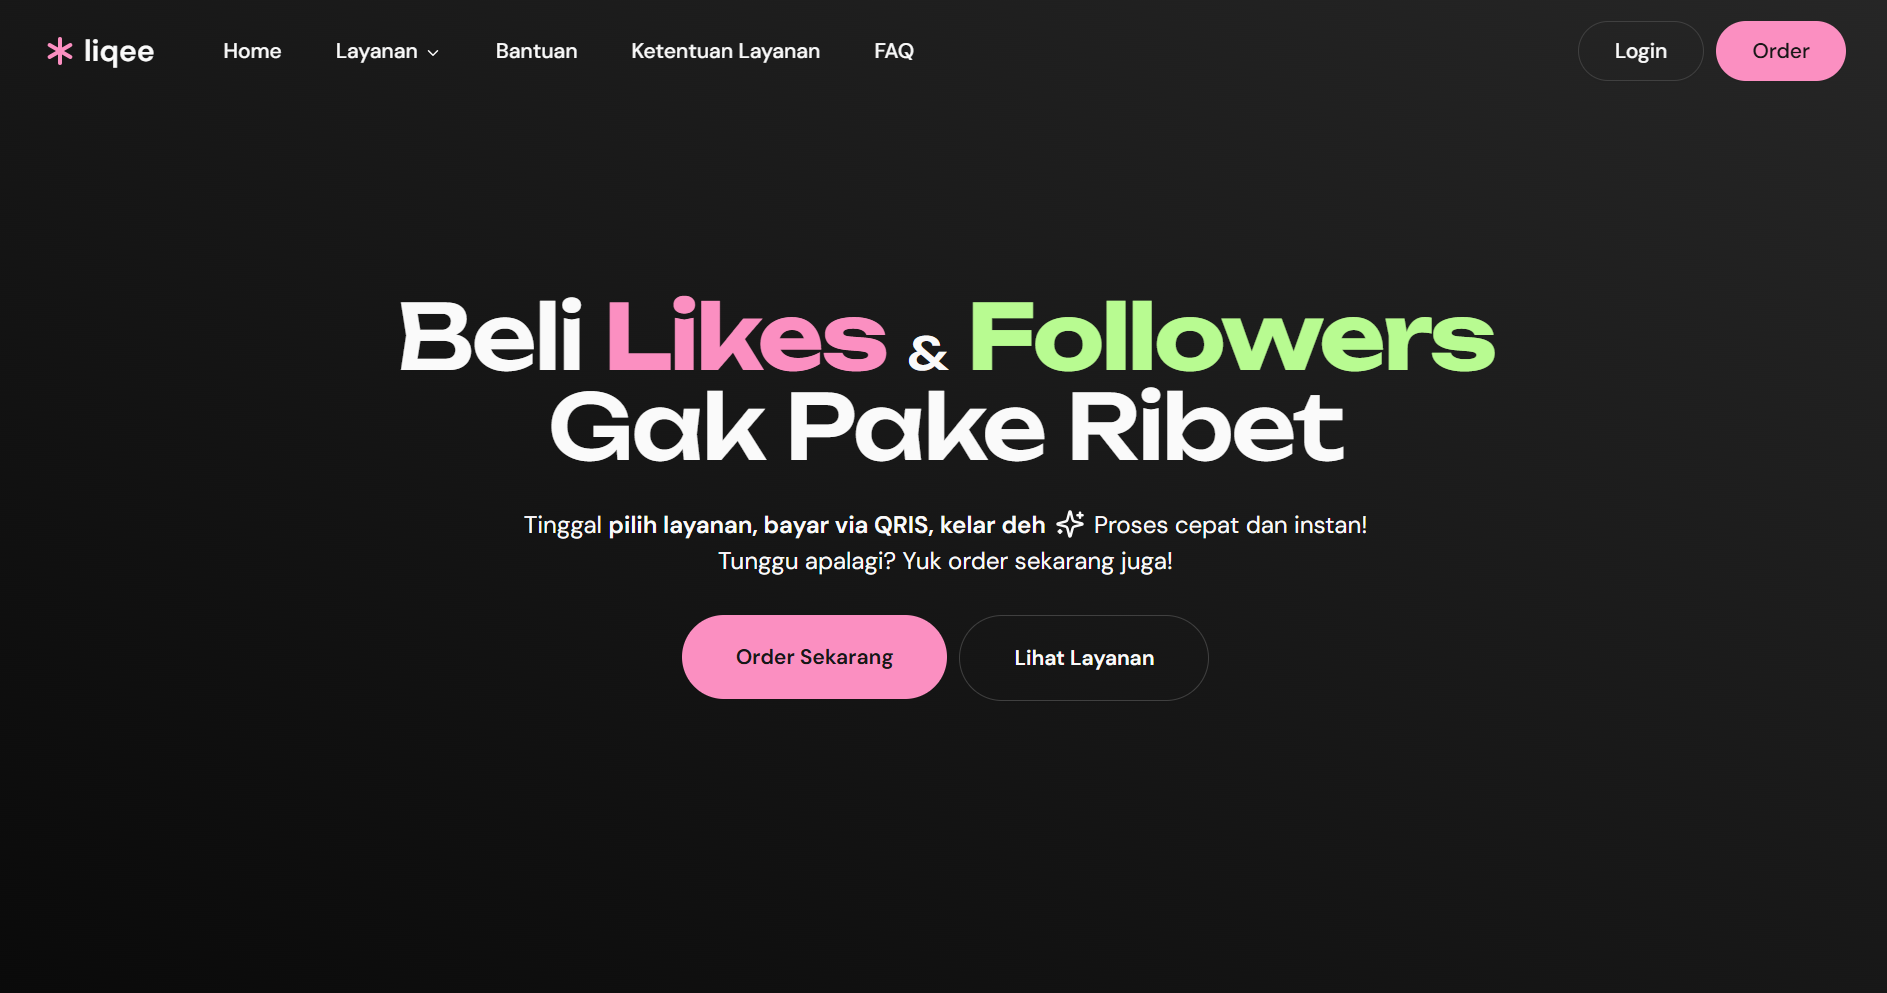 liqee
Home
Layanan
Bantuan
Ketentuan Layanan
FAQ
Login
Order
Beli Likes & Followers
Gak Pake Ribet
Tinggal pilih layanan, bayar via QRIS, kelar deh Proses cepat dan instan!
Tunggu apalagi? Yuk order sekarang juga!
Order Sekarang
Lihat Layanan